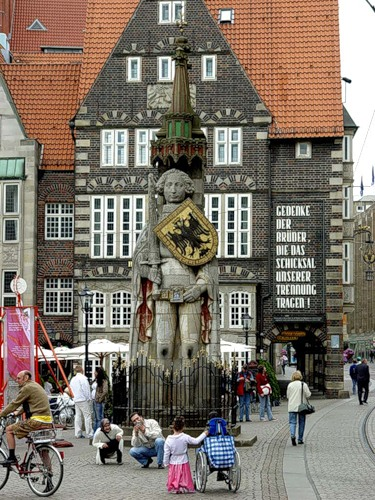 GEDENKE
DER
BRÜDER,
DIE DAS
SCHICKSAL
UNSERER
TRENNUNG
TRAGEN!